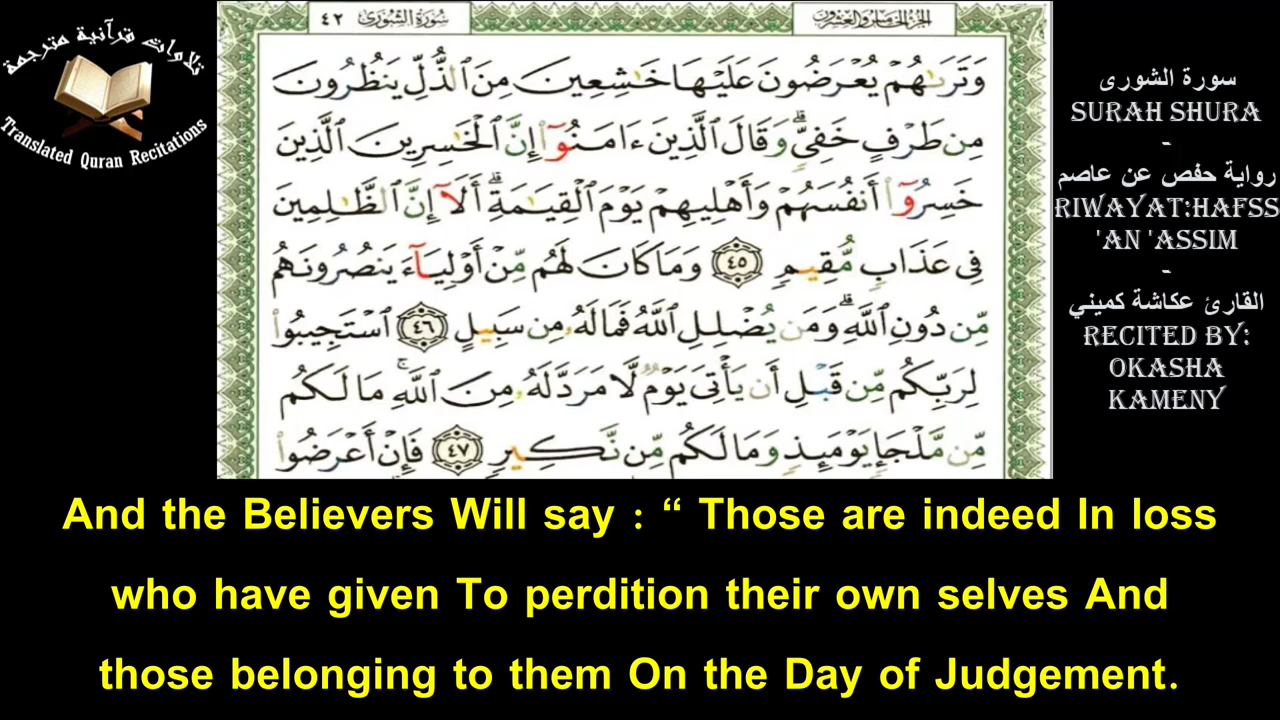 تلاوات قرآنية مترجمة
Translated Quran Recitations
سورة الشورى ٤٢
الجزء الخامس والعشرون
وَتَرَىٰهُمْ يُعْرَضُونَ عَلَيْهَا خَٰشِعِينَ مِنَ ٱلذُّلِّ يَنظُرُونَ
مِن طَرْفٍ خَفِىٍّ ۗ وَقَالَ ٱلَّذِينَ ءَامَنُوٓا۟ إِنَّ ٱلْخَٰسِرِينَ ٱلَّذِينَ
خَسِرُوٓا۟ أَنفُسَهُمْ وَأَهْلِيهِمْ يَوْمَ ٱلْقِيَٰمَةِ ۗ أَلَآ إِنَّ ٱلظَّٰلِمِينَ
فِى عَذَابٍ مُّقِيمٍ ٤٥ وَمَا كَانَ لَهُم مِّنْ أَوْلِيَآءَ يَنصُرُونَهُم
مِّن دُونِ ٱللَّهِ ۗ وَمَن يُضْلِلِ ٱللَّهُ فَمَا لَهُۥ مِن سَبِيلٍ ٤٦ ٱسْتَجِيبُوا۟
لِرَبِّكُم مِّن قَبْلِ أَن يَأْتِىَ يَوْمٌ لَّا مَرَدَّ لَهُۥ مِنَ ٱللَّهِ ۚ مَا لَكُم
مِّن مَّلْجَإٍ يَوْمَئِذٍ وَمَا لَكُم مِّن نَّكِيرٍ ٤٧ فَإِنْ أَعْرَضُوا۟
سورة الشورى
SURAH SHURA
-
رواية حفص عن عاصم
RIWAYAT:HAFSS
'AN 'ASSIM
-
القارئ عكاشة كميني
RECITED BY:
OKASHA
KAMENY
And the Believers Will say : “ Those are indeed In loss
who have given To perdition their own selves And
those belonging to them On the Day of Judgement.